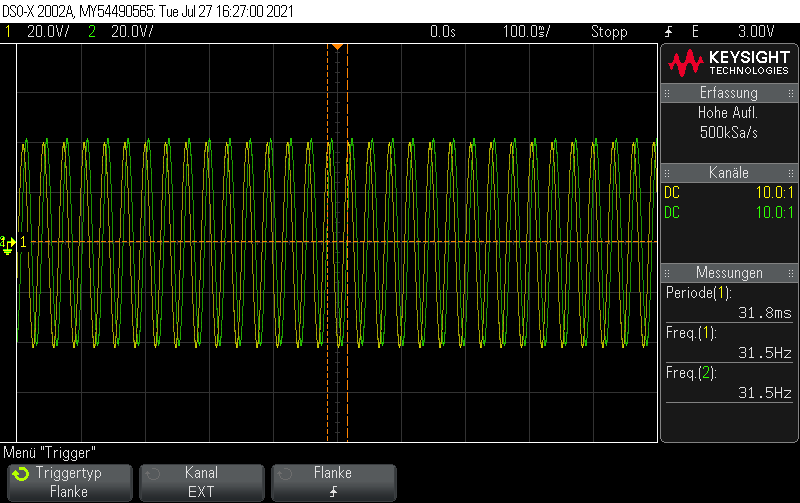 DSO-X 2002A, MY54490565: Tue Jul 27 16:27:00 2021
1 20.0V/ 2 20.0V/ 0.0s 100.0ms/ Stopp E 3.00V
KEYSIGHT
TECHNOLOGIES
Erfassung
Hohe Aufl.
500kSa/s
Kanäle
DC 10.0:1
DC 10.0:1
1
Messungen
Periode(1):
31.8ms
Freq.(1):
31.5Hz
Freq.(2):
31.5Hz
Menü "Trigger"
Triggertyp Kanal Flanke
Flanke EXT